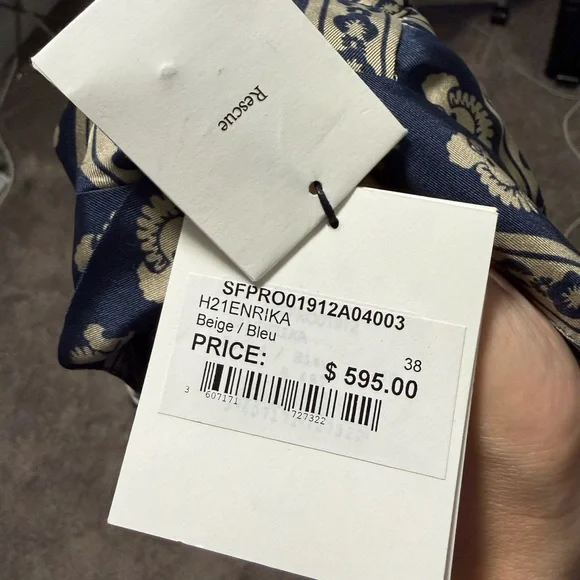 Rescue
SFPRO01912A04003
H21ENRIKA
Beige / Bleu
38
PRICE:
$ 595.00
3 607171 727322